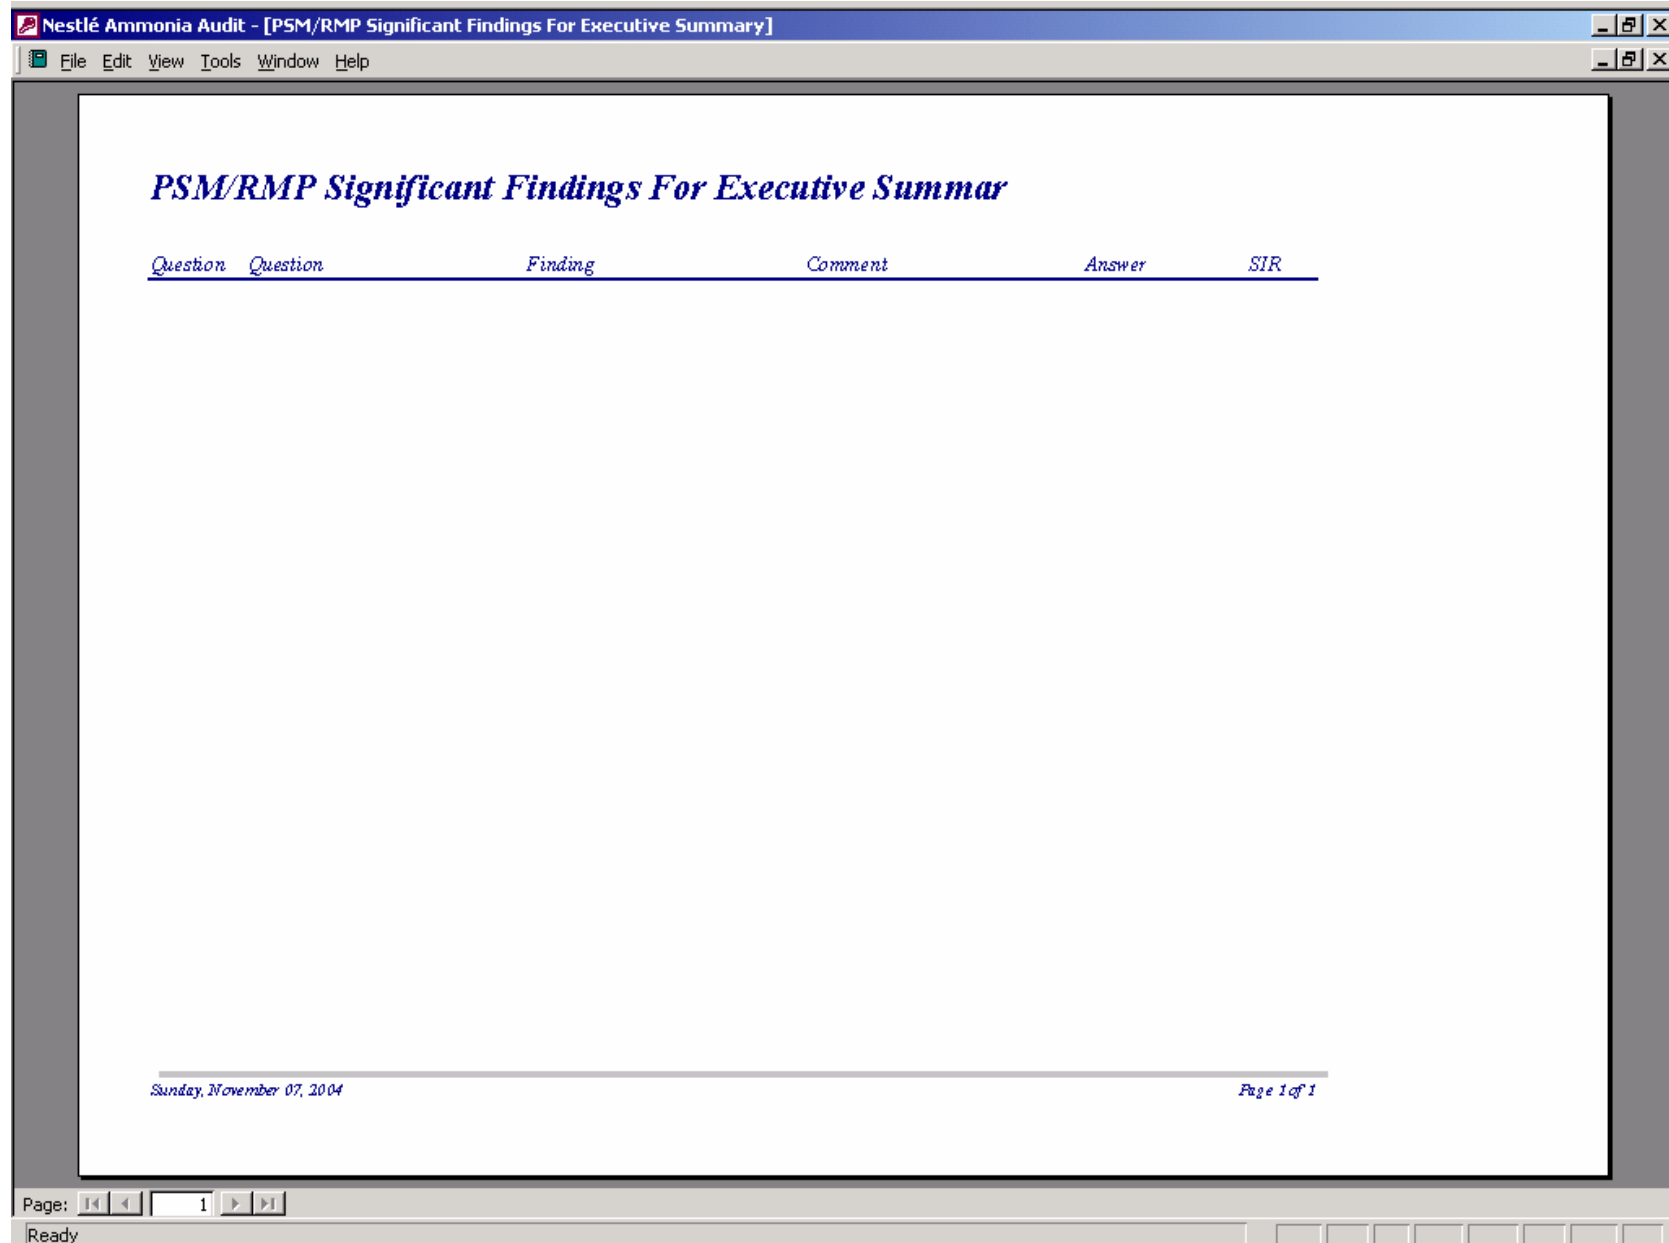 Nestlé Ammonia Audit - [PSM/RMP Significant Findings For Executive Summary]
File Edit View Tools Window Help
PSM/RMP Significant Findings For Executive Summar
Question Question Finding Comment Answer SIR
Sunday, November 07, 2004 Page 1 of 1
Page: 1
Ready